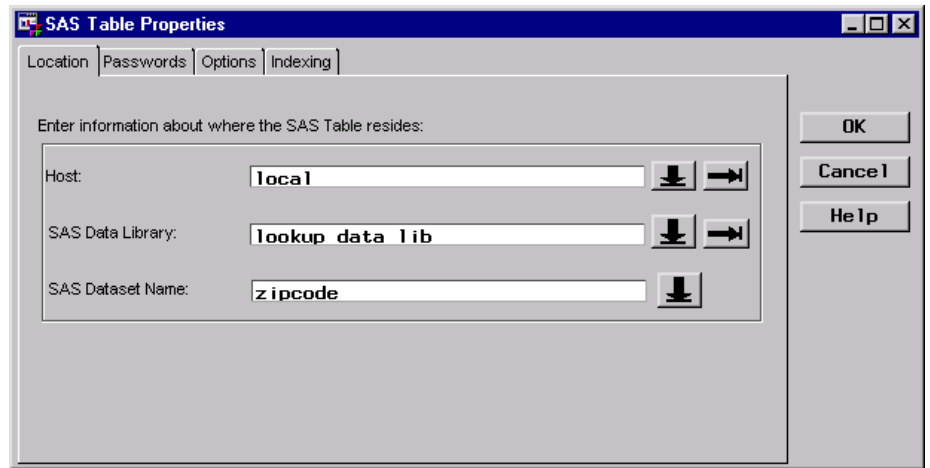 SAS Table Properties
Location Passwords Options Indexing
Enter information about where the SAS Table resides:
Host: local
SAS Data Library: lookup data lib
SAS Dataset Name: zipcode
OK
Cancel
Help